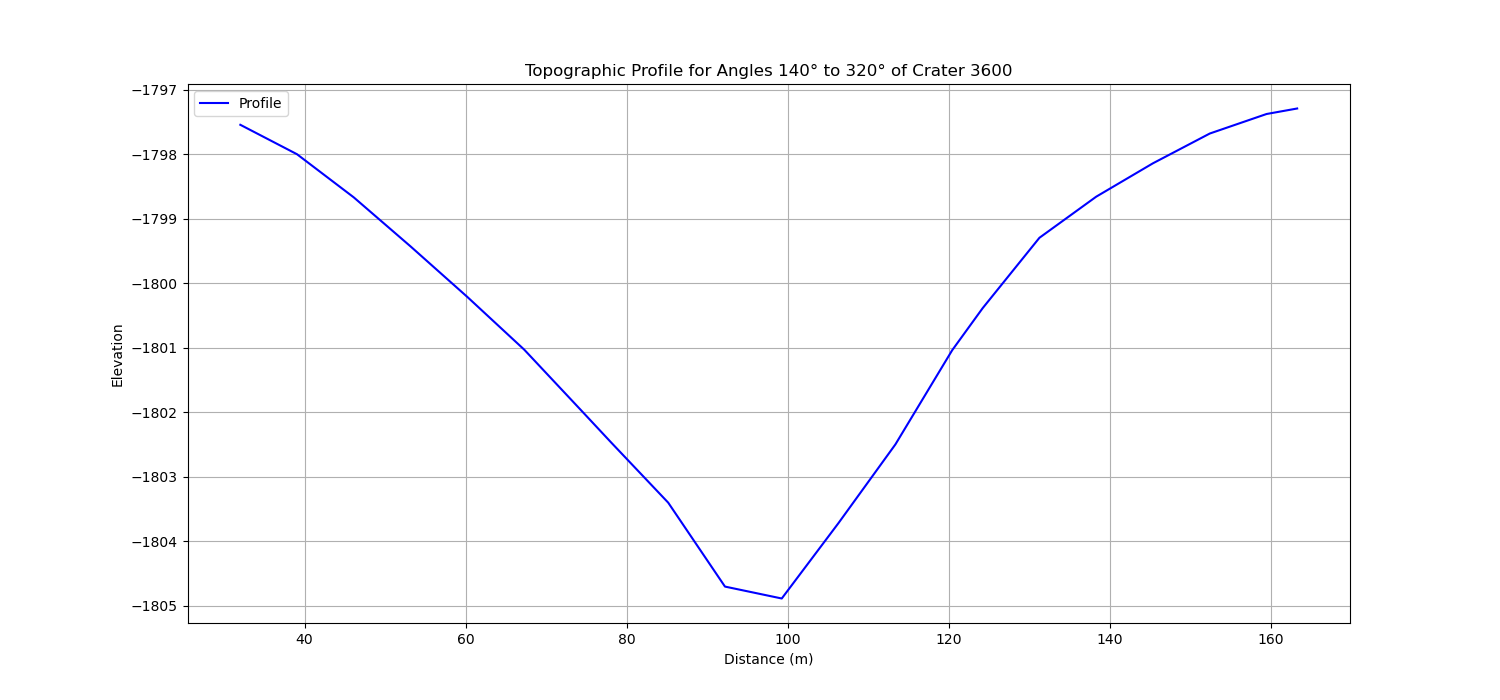 Topographic Profile for Angles 140° to 320° of Crater 3600
Profile
−1797
−1798
−1799
−1800
−1801
−1802
−1803
−1804
−1805
Elevation
40 60 80 100 120 140 160
Distance (m)